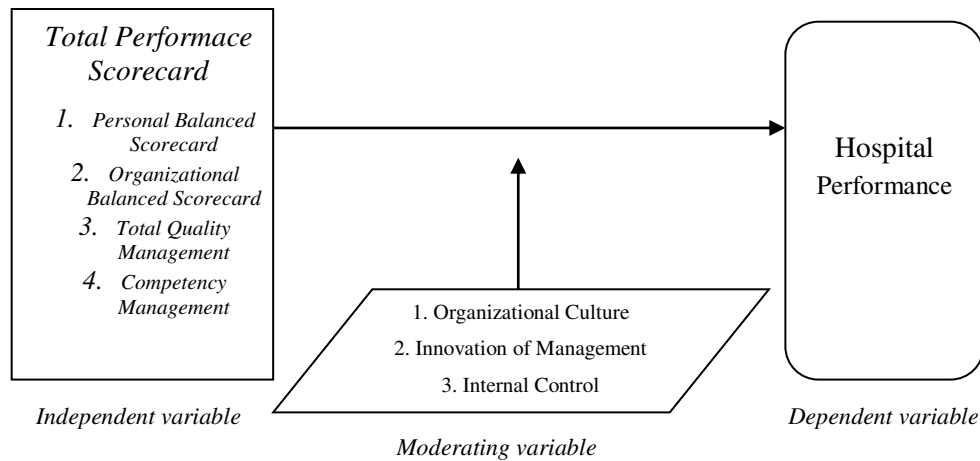 Total Performace
Scorecard
1. Personal Balanced
Scorecard
2. Organizational
Balanced Scorecard
3. Total Quality
Management
4. Competency
Management
Hospital
Performance
1. Organizational Culture
2. Innovation of Management
3. Internal Control
Independent variable
Moderating variable
Dependent variable